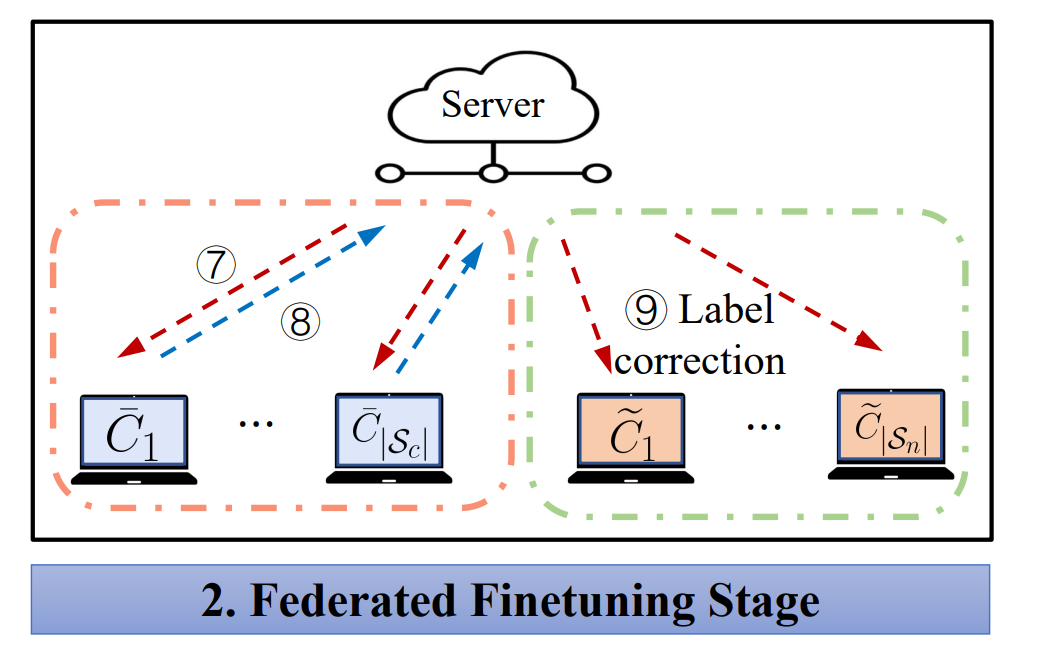 Server
⑦
⑧
⑨ Label
correction
C̄₁ ... C̄|𝒮c| C̃₁ ... C̃|𝒮n|
2. Federated Finetuning Stage